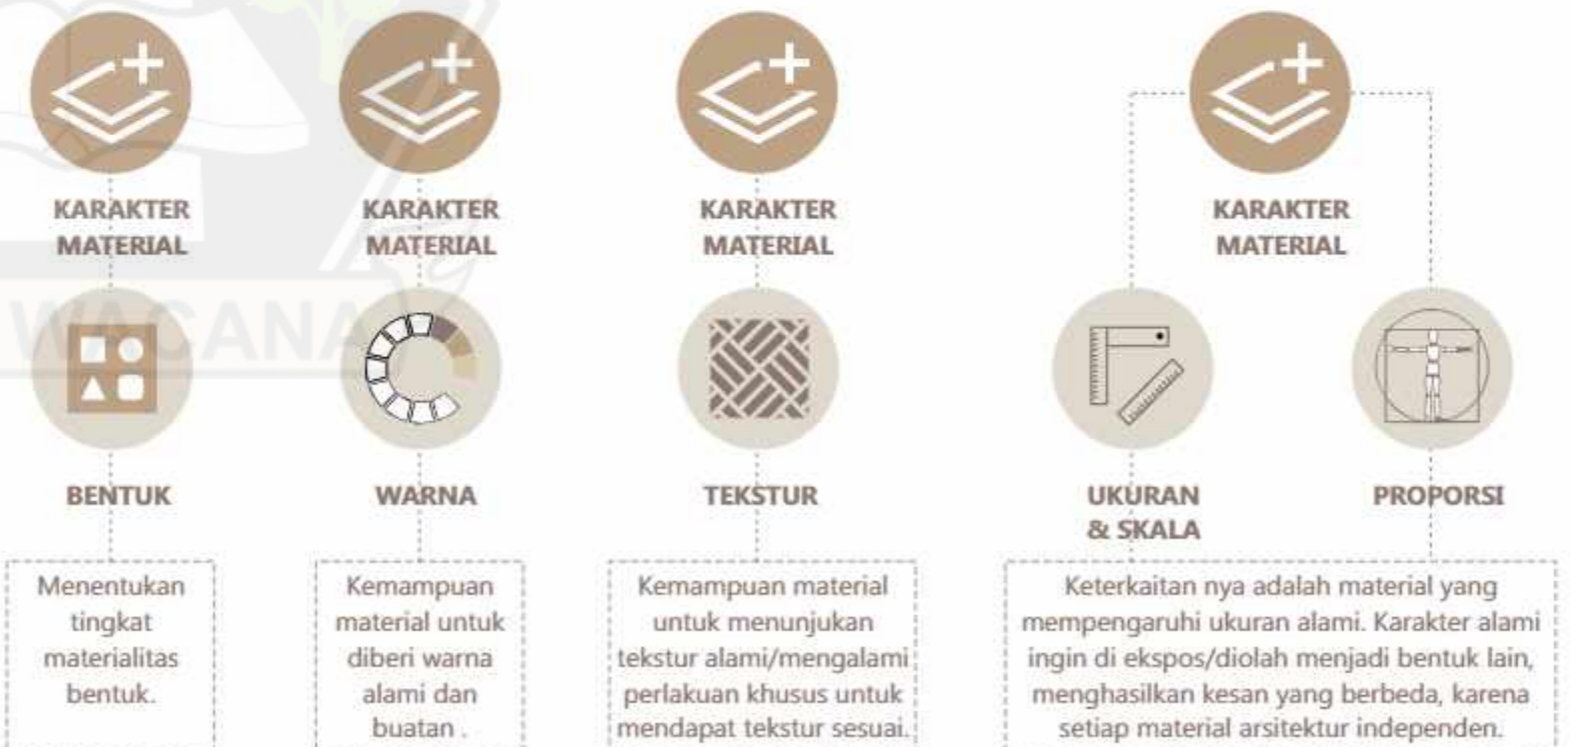 KARAKTER
MATERIAL
BENTUK
Menentukan
tingkat
materialitas
bentuk.
KARAKTER
MATERIAL
WARNA
Kemampuan
material untuk
diberi warna
alami dan
buatan .
KARAKTER
MATERIAL
TEKSTUR
Kemampuan material
untuk menunjukan
tekstur alami/mengalami
perlakuan khusus untuk
mendapat tekstur sesuai.
KARAKTER
MATERIAL
UKURAN
& SKALA
PROPORSI
Keterkaitan nya adalah material yang
mempengaruhi ukuran alami. Karakter alami
ingin di ekspos/diolah menjadi bentuk lain,
menghasilkan kesan yang berbeda, karena
setiap material arsitektur independen.
WACANA